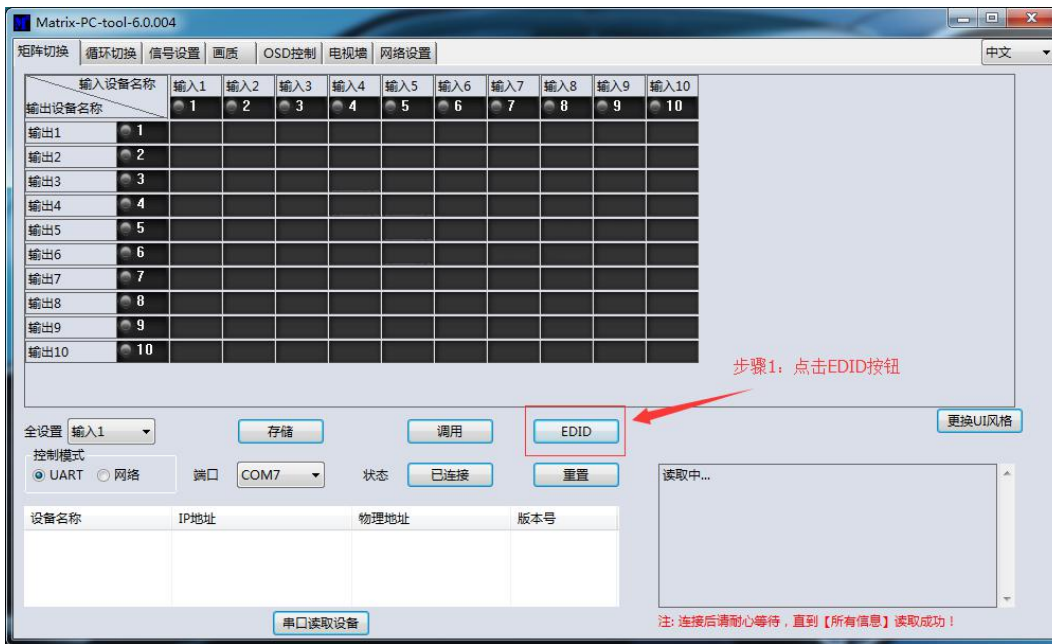 Matrix-PC-tool-6.0.004
矩阵切换 循环切换 信号设置 画质 OSD控制 电视墙 网络设置 中文
输入设备名称 输入1 输入2 输入3 输入4 输入5 输入6 输入7 输入8 输入9 输入10
输出设备名称 1 2 3 4 5 6 7 8 9 10
输出1 1
输出2 2
输出3 3
输出4 4
输出5 5
输出6 6
输出7 7
输出8 8
输出9 9
输出10 10
步骤1：点击EDID按钮
更换UI风格
全设置 输入1 存储 调用 EDID
控制模式
UART 网络 端口 COM7 状态 已连接 重置
读取中...
设备名称 IP地址 物理地址 版本号
串口读取设备
注: 连接后请耐心等待，直到【所有信息】读取成功！